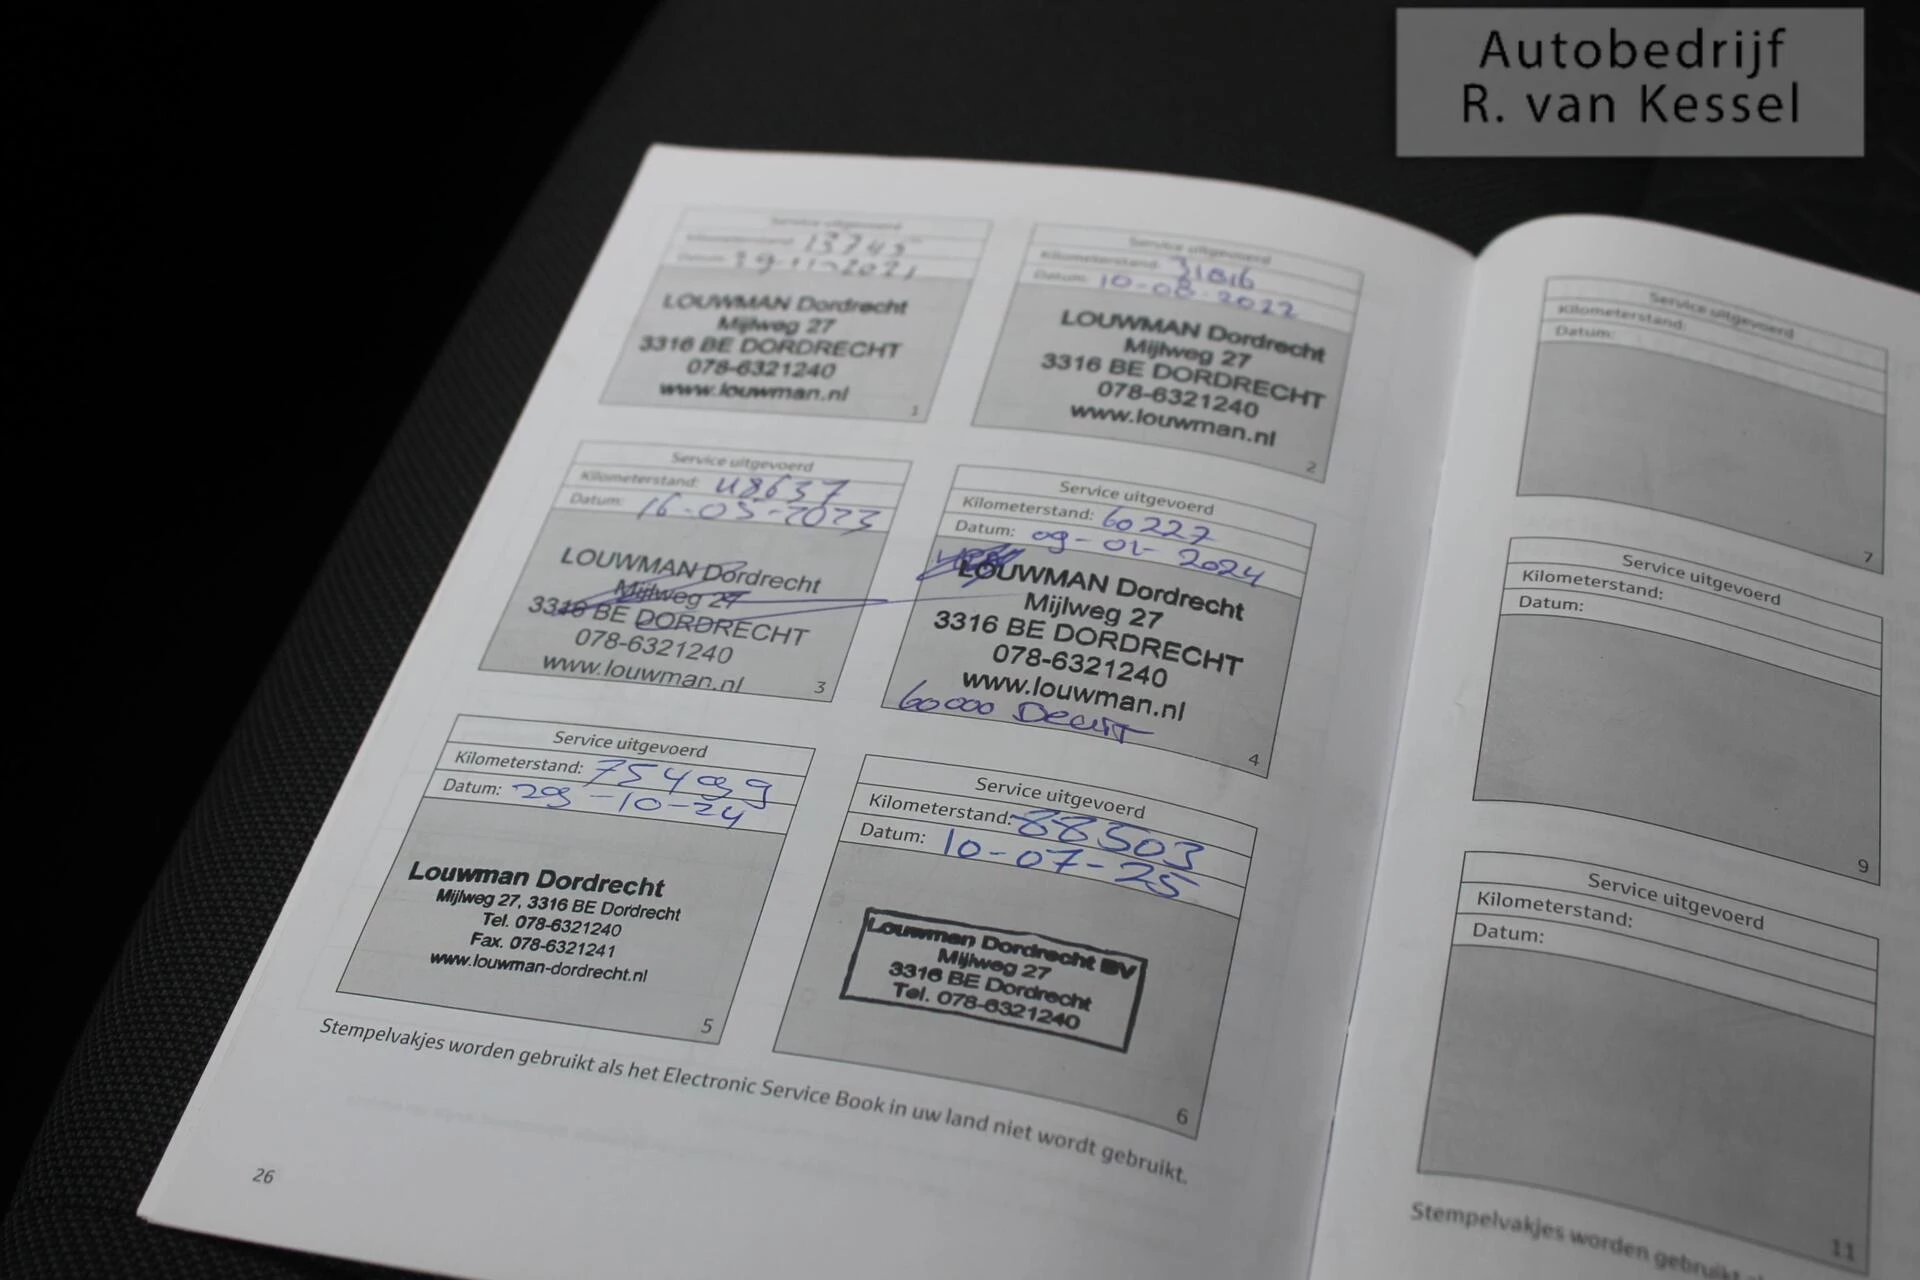 Autobedrijf
R. van Kessel
Service uitgevoerd
Kilometerstand: 13745
Datum: 29-11-2021
LOUWMAN Dordrecht
Mijlweg 27
3316 BE DORDRECHT
078-6321240
www.louwman.nl
1
Service uitgevoerd
Kilometerstand: 31816
Datum: 10-08-2022
LOUWMAN Dordrecht
Mijlweg 27
3316 BE DORDRECHT
078-6321240
www.louwman.nl
2
Service uitgevoerd
Kilometerstand: 48637
Datum: 16-05-2023
LOUWMAN Dordrecht
Mijlweg 27
3316 BE DORDRECHT
078-6321240
www.louwman.nl
3
Service uitgevoerd
Kilometerstand: 60227
Datum: 09-01-2024
LOUWMAN Dordrecht
Mijlweg 27
3316 BE DORDRECHT
078-6321240
www.louwman.nl
60000 Beurt
4
Service uitgevoerd
Kilometerstand: 75499
Datum: 29-10-24
Louwman Dordrecht
Mijlweg 27, 3316 BE Dordrecht
Tel. 078-6321240
Fax. 078-6321241
www.louwman-dordrecht.nl
5
Service uitgevoerd
Kilometerstand: 88503
Datum: 10-07-25
Louwman Dordrecht BV
Mijlweg 27
3316 BE Dordrecht
Tel. 078-6321240
6
Stempelvakjes worden gebruikt als het Electronic Service Book in uw land niet wordt gebruikt.
26
Service uitgevoerd
Kilometerstand:
Datum:
7
Service uitgevoerd
Kilometerstand:
Datum:
9
Service uitgevoerd
Kilometerstand:
Datum:
11
Stempelvakjes worden gebruikt